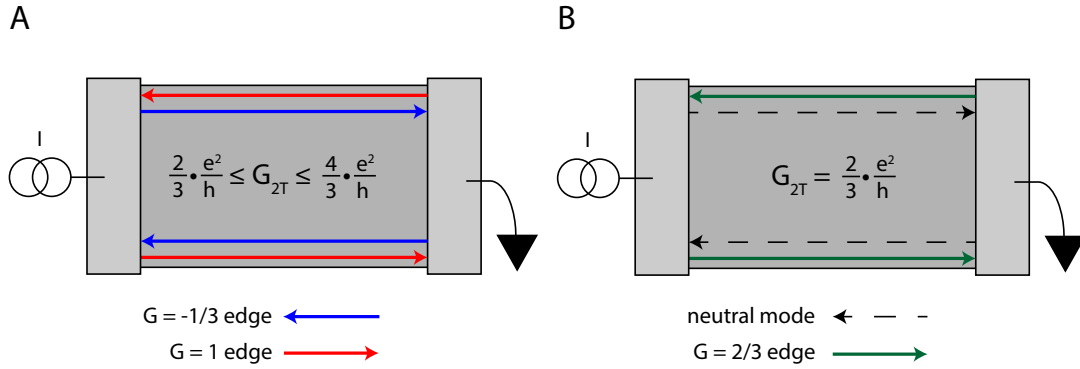 A
B
I
2/3 • e²/h ≤ G₂T ≤ 4/3 • e²/h
I
G₂T = 2/3 • e²/h
G = -1/3 edge
G = 1 edge
neutral mode
G = 2/3 edge